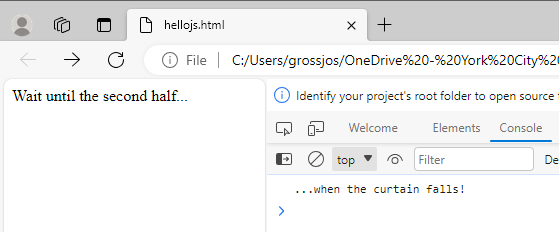 hellojs.html
File
C:/Users/grossjos/OneDrive%20-%20York%20City%20
Wait until the second half...
Identify your project's root folder to open source
Welcome
Elements
Console
top
Filter
De
...when the curtain falls!